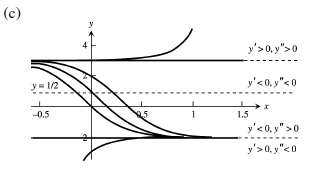 (c)
y
4
y′ > 0, y″ > 0
2
y′ < 0, y″ < 0
y = 1/2
−0.5
0.5
1
1.5
x
y′ < 0, y″ > 0
2
y′ > 0, y″ < 0